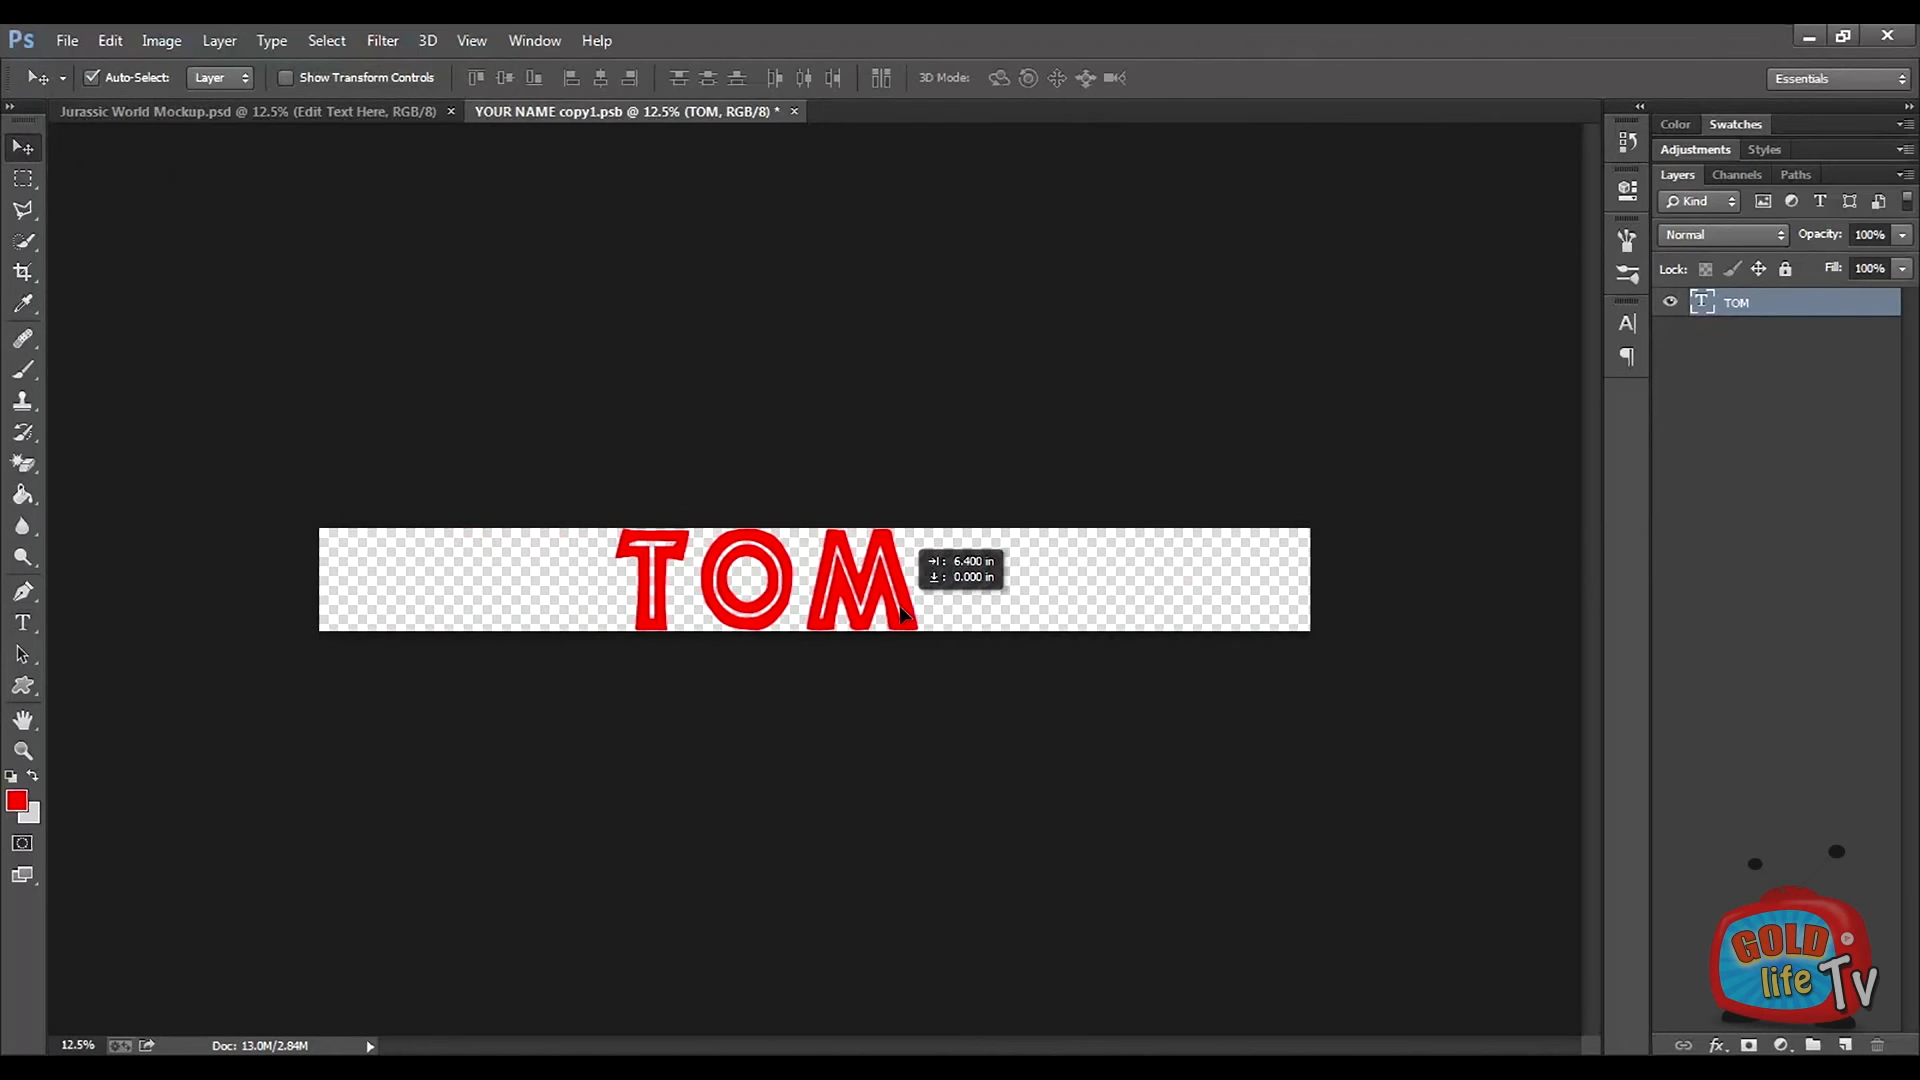 Ps File Edit Image Layer Type Select Filter 3D View Window Help
Auto-Select: Layer Show Transform Controls 3D Mode: Essentials
Jurassic World Mockup.psd @ 12.5% (Edit Text Here, RGB/8) × YOUR NAME copy1.psb @ 12.5% (TOM, RGB/8) * ×
Color Swatches
Adjustments Styles
Layers Channels Paths
Kind
Normal Opacity: 100%
Lock: Fill: 100%
T TOM
TOM
6.400 in
0.000 in
GOLD
life Tv
12.5% Doc: 13.0M/2.84M